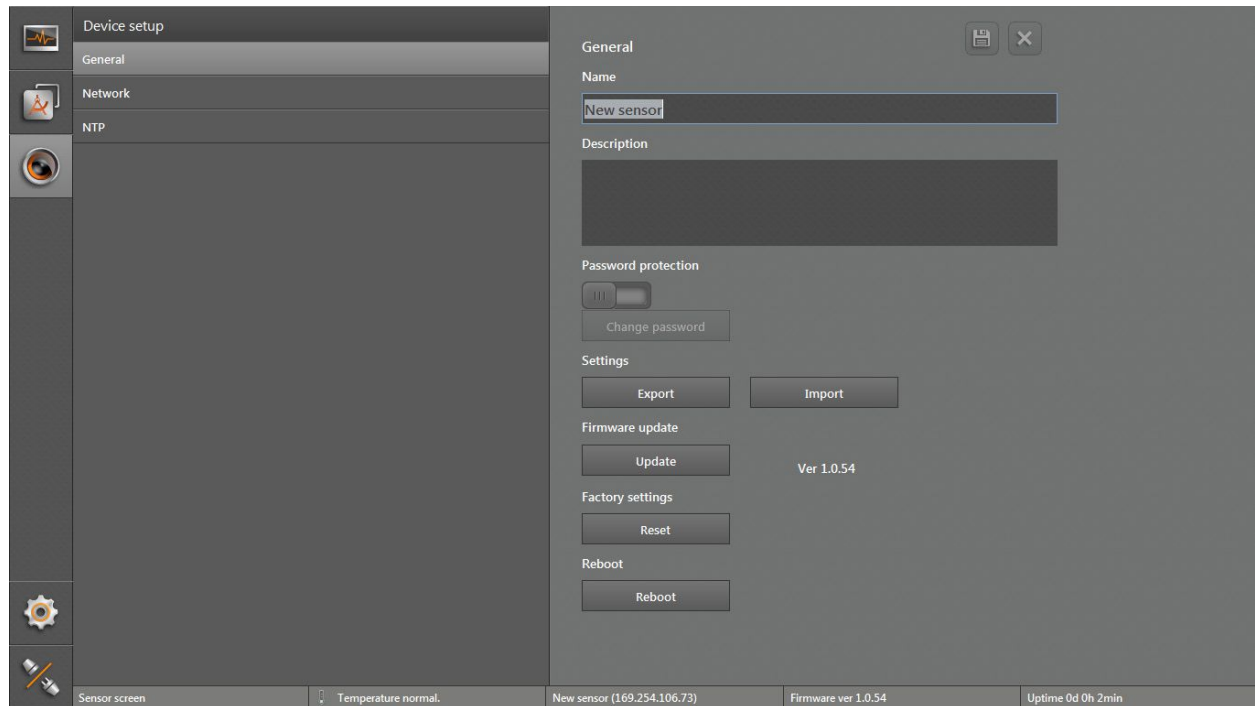 Device setup
General
Network
NTP
General
Name
New sensor
Description
Password protection
Change password
Settings
Export Import
Firmware update
Update Ver 1.0.54
Factory settings
Reset
Reboot
Reboot
Sensor screen Temperature normal. New sensor (169.254.106.73) Firmware ver 1.0.54 Uptime 0d 0h 2min